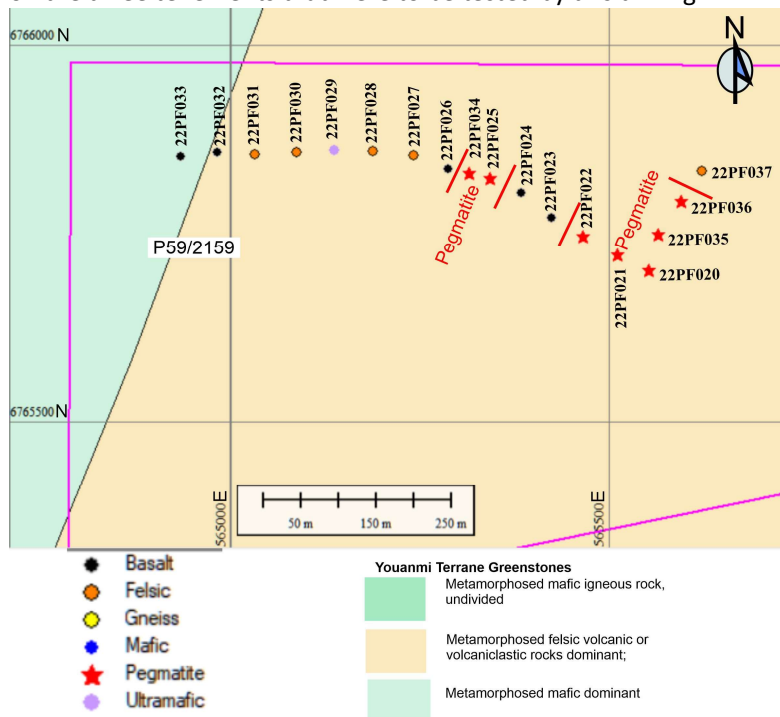 6766000 N
N
22PF033
22PF032
22PF031
22PF030
22PF029
22PF028
22PF027
22PF026
22PF034
22PF025
22PF024
22PF023
22PF022
22PF021
22PF037
22PF036
22PF035
22PF020
Pegmatite
Pegmatite
P59/2159
6765500 N
565000E
565500E
50 m 150 m 250 m
Basalt
Felsic
Gneiss
Mafic
Pegmatite
Ultramafic
Youanmi Terrane Greenstones
Metamorphosed mafic igneous rock,
undivided
Metamorphosed felsic volcanic or
volcaniclastic rocks dominant;
Metamorphosed mafic dominant